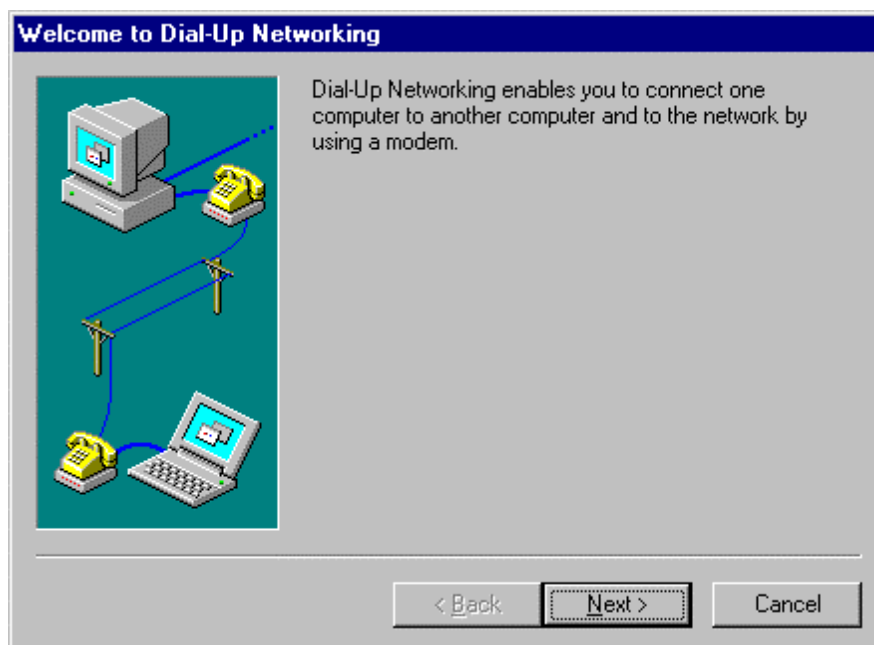 Welcome to Dial-Up Networking
Dial-Up Networking enables you to connect one
computer to another computer and to the network by
using a modem.
< Back
Next >
Cancel